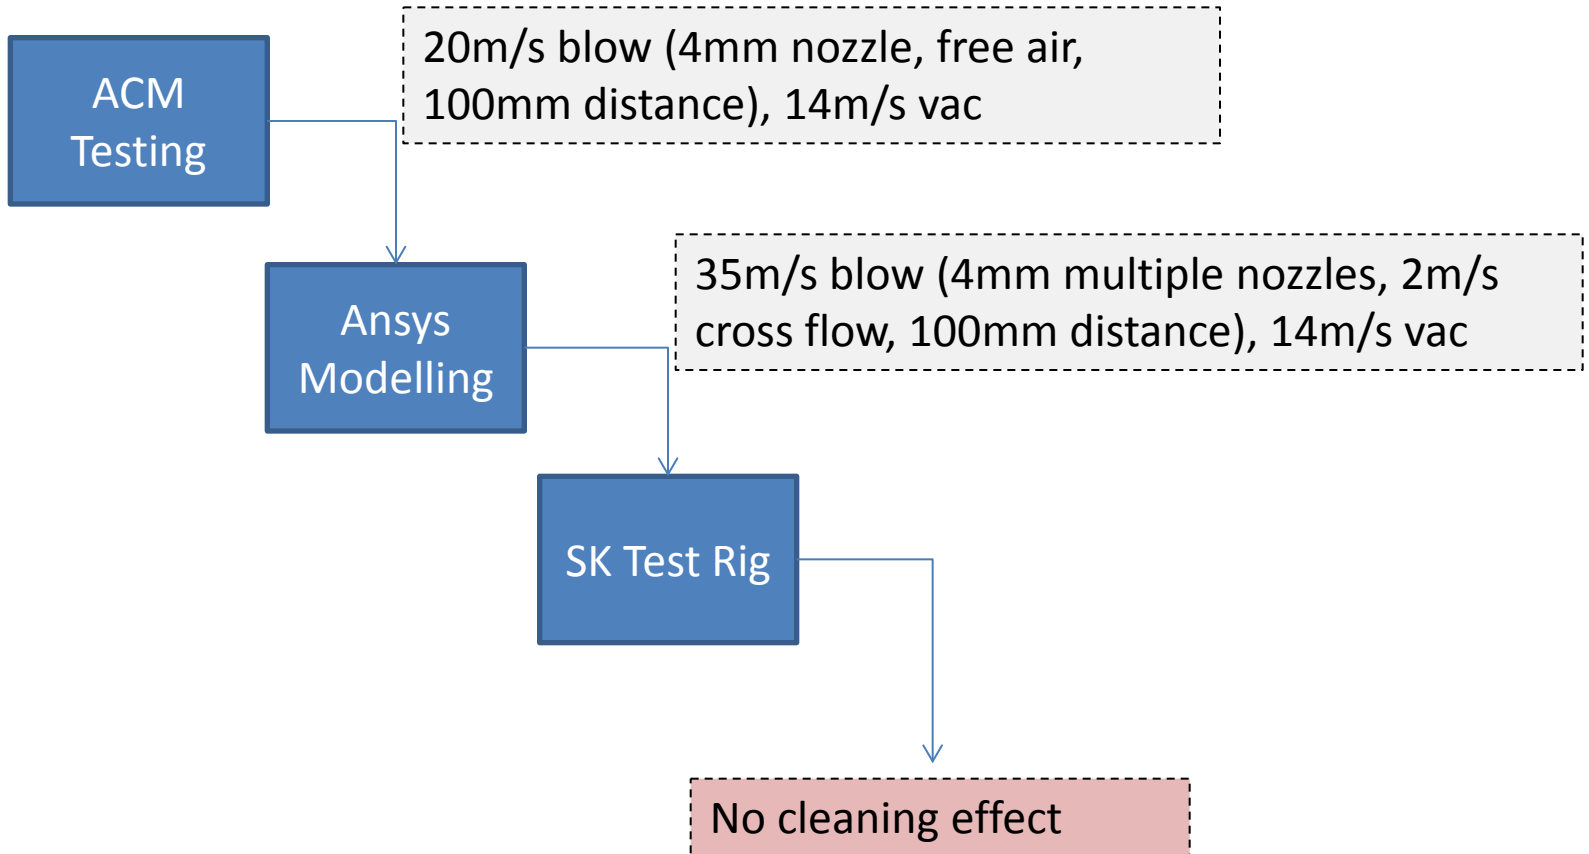 ACM
Testing
20m/s blow (4mm nozzle, free air,
100mm distance), 14m/s vac
Ansys
Modelling
35m/s blow (4mm multiple nozzles, 2m/s
cross flow, 100mm distance), 14m/s vac
SK Test Rig
No cleaning effect